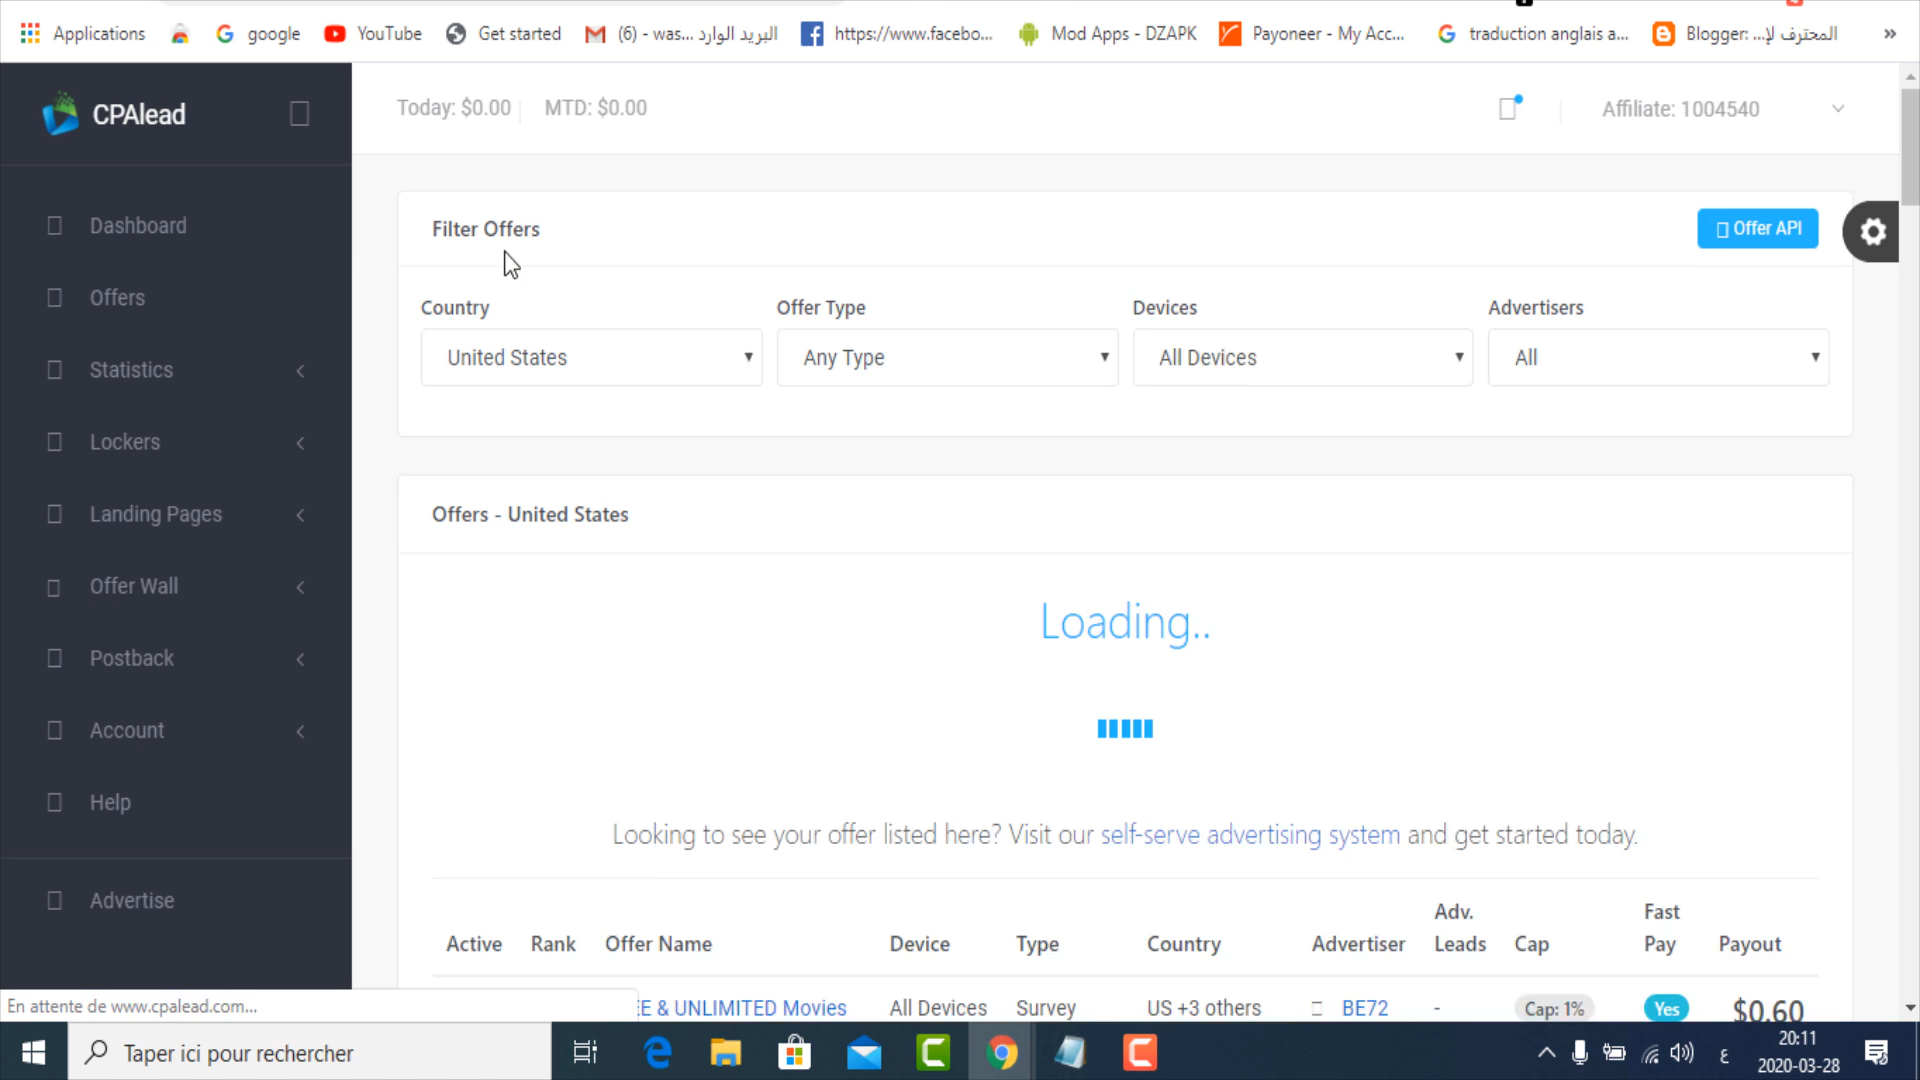 Applications google YouTube Get started (6) - was... البريد الوارد https://www.facebo... Mod Apps - DZAPK Payoneer - My Acc... traduction anglais a... Blogger: ...المحترف لإ »
CPAlead
Today: $0.00 MTD: $0.00
Affiliate: 1004540
Dashboard
Offers
Statistics
Lockers
Landing Pages
Offer Wall
Postback
Account
Help
Advertise
Filter Offers
Offer API
Country Offer Type Devices Advertisers
United States Any Type All Devices All
Offers - United States
Loading..
Looking to see your offer listed here? Visit our self-serve advertising system and get started today.
Active Rank Offer Name Device Type Country Advertiser Adv. Leads Cap Fast Pay Payout
EE & UNLIMITED Movies All Devices Survey US +3 others BE72 - Cap: 1% Yes $0.60
En attente de www.cpalead.com...
Taper ici pour rechercher
ع
20:11
2020-03-28